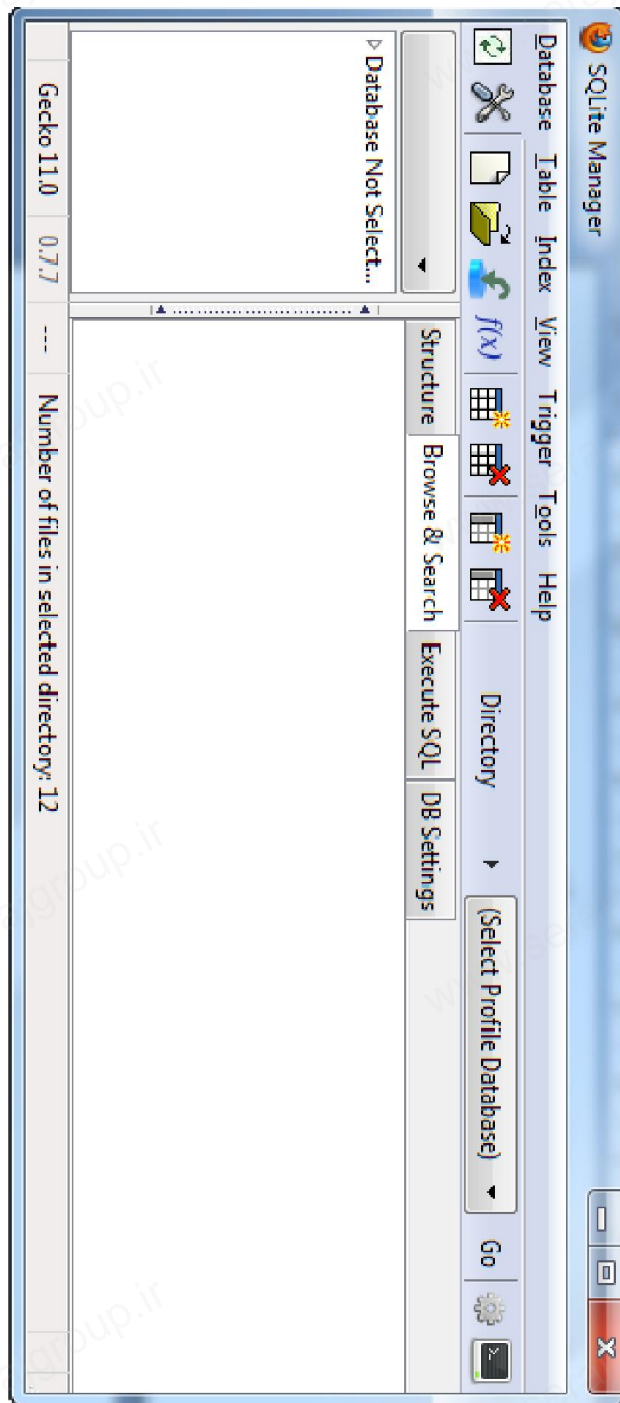 SQLite Manager
Database Table Index View Trigger Tools Help
f(x) Directory (Select Profile Database) Go
Structure Browse & Search Execute SQL DB Settings
Database Not Select...
Gecko 11.0 0.7.7 --- Number of files in selected directory: 12